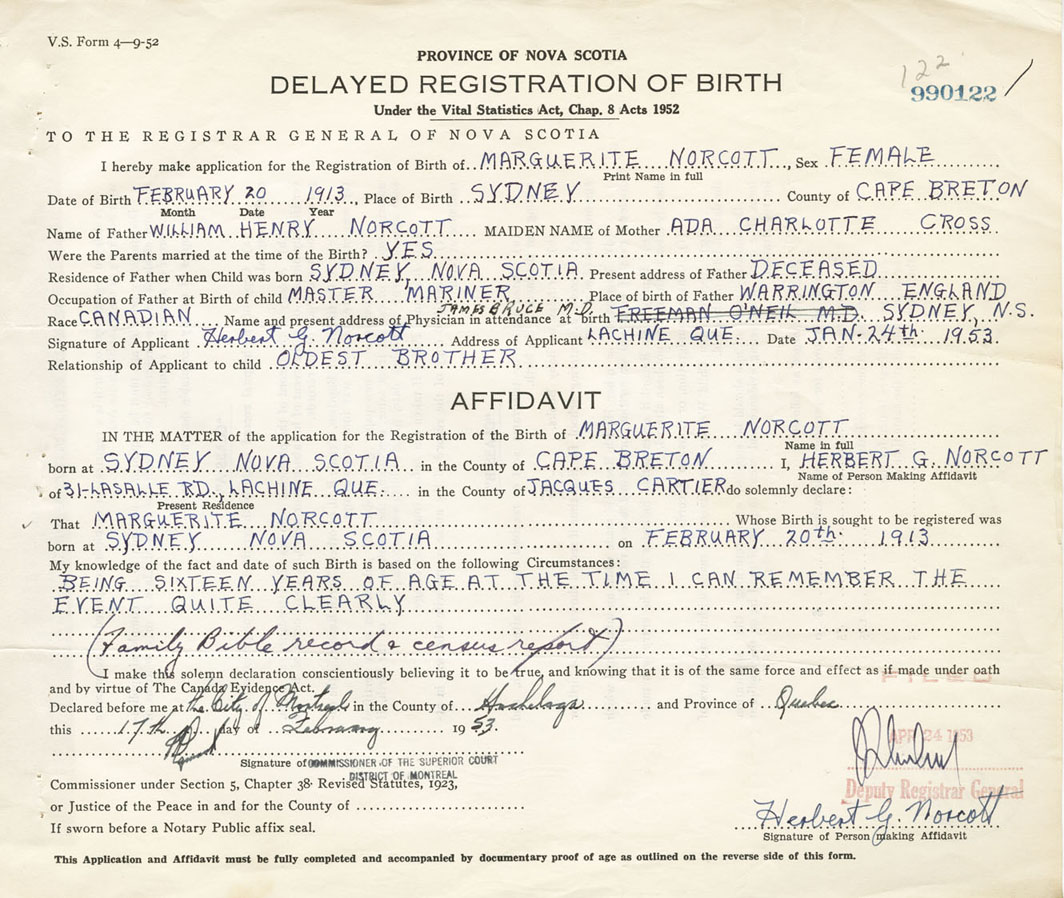 V.S. Form 4—9-52
PROVINCE OF NOVA SCOTIA
122
DELAYED REGISTRATION OF BIRTH
990122
Under the Vital Statistics Act, Chap. 8 Acts 1952
TO THE REGISTRAR GENERAL OF NOVA SCOTIA
I hereby make application for the Registration of Birth of MARGUERITE NORCOTT, Sex FEMALE
Print Name in full
Date of Birth FEBRUARY 20 1913, Place of Birth SYDNEY County of CAPE BRETON
Month Date Year
Name of Father WILLIAM HENRY NORCOTT MAIDEN NAME of Mother ADA CHARLOTTE CROSS
Were the Parents married at the time of the Birth? YES
Residence of Father when Child was born SYDNEY, NOVA SCOTIA Present address of Father DECEASED
Occupation of Father at Birth of child MASTER MARINER Place of birth of Father WARRINGTON ENGLAND
JAMES BRUCE M.D.
Race CANADIAN Name and present address of Physician in attendance at birth FREEMAN O'NEIL M.D. SYDNEY, N.S.
Signature of Applicant Herbert G. Norcott Address of Applicant LACHINE QUE. Date JAN. 24th 1953
Relationship of Applicant to child OLDEST BROTHER
AFFIDAVIT
IN THE MATTER of the application for the Registration of the Birth of MARGUERITE NORCOTT
Name in full
born at SYDNEY NOVA SCOTIA in the County of CAPE BRETON I, HERBERT G. NORCOTT
Name of Person Making Affidavit
of 31-LASALLE RD., LACHINE QUE. in the County of JACQUES CARTIER do solemnly declare:
Present Residence
That MARGUERITE NORCOTT Whose Birth is sought to be registered was
born at SYDNEY NOVA SCOTIA on FEBRUARY 20th 1913
My knowledge of the fact and date of such Birth is based on the following Circumstances:
BEING SIXTEEN YEARS OF AGE AT THE TIME I CAN REMEMBER THE
EVENT QUITE CLEARLY
(Family Bible record & census report)
I make this solemn declaration conscientiously believing it to be true, and knowing that it is of the same force and effect as if made under oath
and by virtue of The Canada Evidence Act.
FILED
Declared before me at the City of Montreal in the County of Hochelaga and Province of Quebec
this 17th day of February 1953.
APR 24 1953
Signature of COMMISSIONER OF THE SUPERIOR COURT
DISTRICT OF MONTREAL
Commissioner under Section 5, Chapter 38 Revised Statutes, 1923,
Deputy Registrar General
or Justice of the Peace in and for the County of
Herbert G. Norcott
If sworn before a Notary Public affix seal.
Signature of Person making Affidavit
This Application and Affidavit must be fully completed and accompanied by documentary proof of age as outlined on the reverse side of this form.